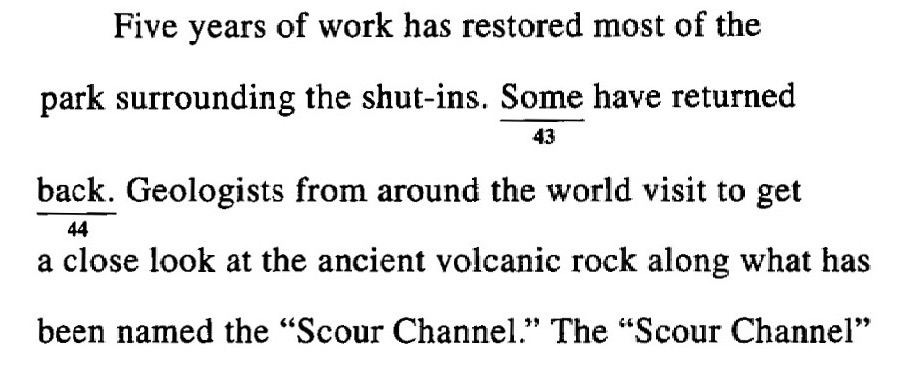 Five years of work has restored most of the
park surrounding the shut-ins. Some have returned
43
back. Geologists from around the world visit to get
44
a close look at the ancient volcanic rock along what has
been named the “Scour Channel.” The “Scour Channel”